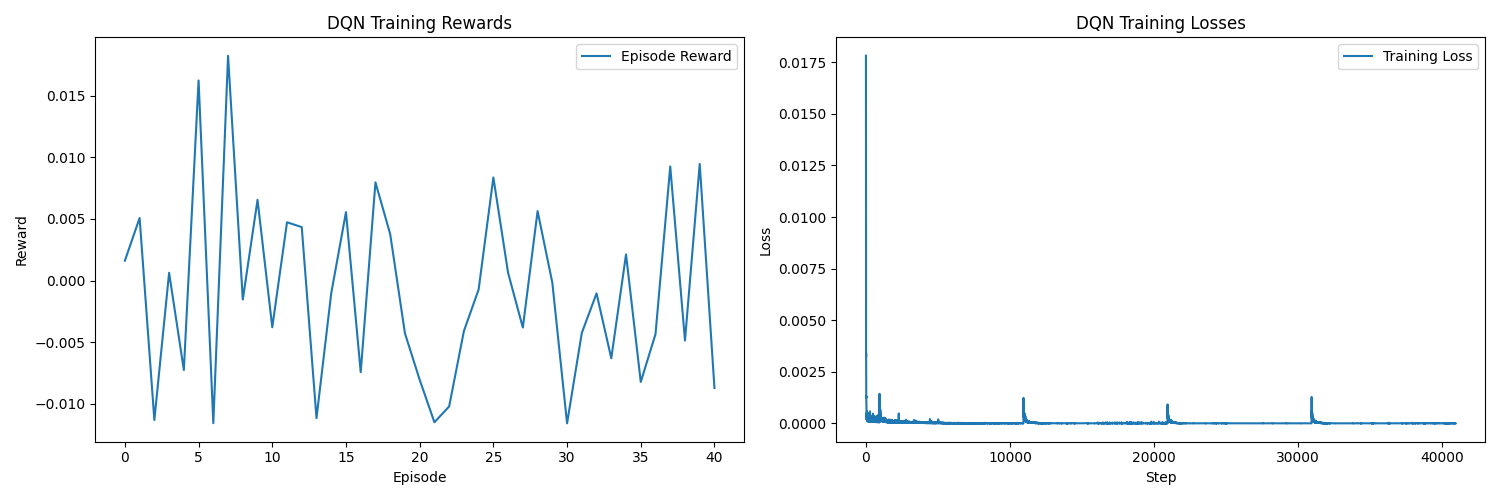 DQN Training Rewards
Episode Reward
Reward
0.015
0.010
0.005
0.000
−0.005
−0.010
0 5 10 15 20 25 30 35 40
Episode
DQN Training Losses
Training Loss
Loss
0.0175
0.0150
0.0125
0.0100
0.0075
0.0050
0.0025
0.0000
0 10000 20000 30000 40000
Step